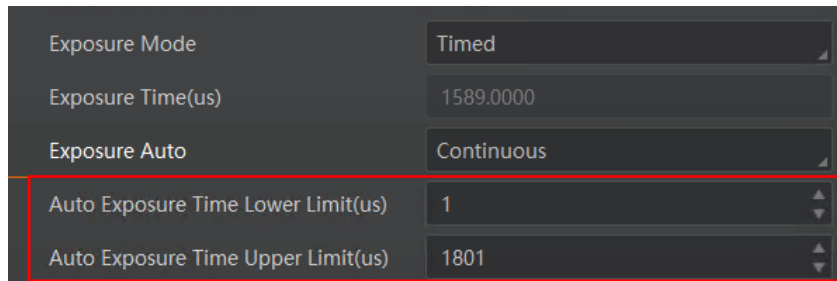 Exposure Mode Timed
Exposure Time(us) 1589.0000
Exposure Auto Continuous
Auto Exposure Time Lower Limit(us) 1
Auto Exposure Time Upper Limit(us) 1801